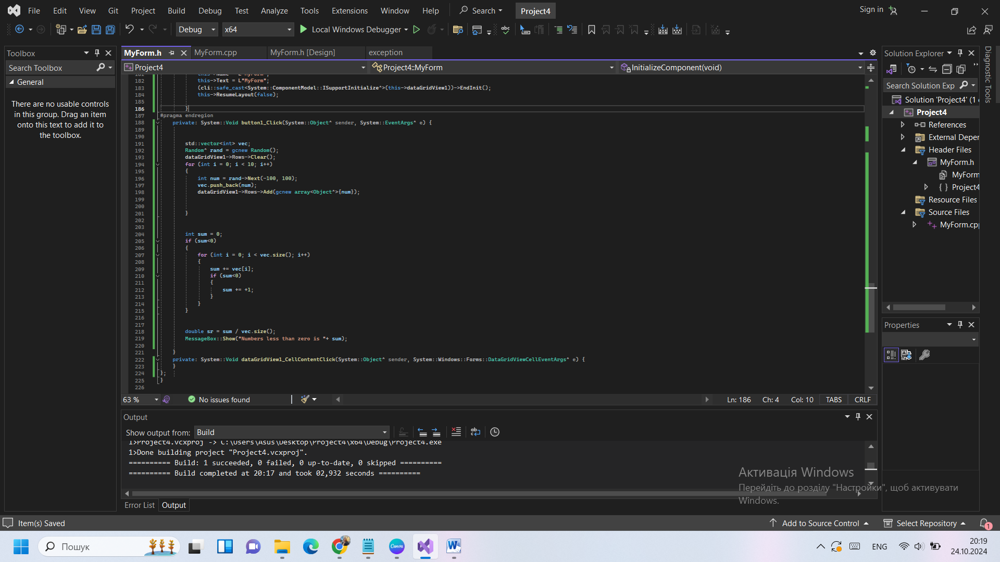 File Edit View Git Project Build Debug Test Analyze Tools Extensions Window Help Search Project4 Sign in
Debug x64 Local Windows Debugger
Toolbox
Search Toolbox
General
There are no usable controls
in this group. Drag an item
onto this text to add it to
the toolbox.
MyForm.h MyForm.cpp MyForm.h [Design] exception
Project4 Project4::MyForm InitializeComponent(void)
182 this->Text = L"MyForm";
183 (cli::safe_cast<System::ComponentModel::ISupportInitialize^>(this->dataGridView1))->EndInit();
184 this->ResumeLayout(false);
185
186 }
187 #pragma endregion
188 private: System::Void button1_Click(System::Object^ sender, System::EventArgs^ e) {
189
190
191 std::vector<int> vec;
192 Random^ rand = gcnew Random();
193 dataGridView1->Rows->Clear();
194 for (int i = 0; i < 10; i++)
195 {
196 int num = rand->Next(-100, 100);
197 vec.push_back(num);
198 dataGridView1->Rows->Add(gcnew array<Object^>{num});
199
200
201 }
202
203
204 int sum = 0;
205 if (sum<0)
206 {
207 for (int i = 0; i < vec.size(); i++)
208 {
209 sum += vec[i];
210 if (sum<0)
211 {
212 sum += +1;
213 }
214 }
215 }
216
217
218 double sr = sum / vec.size();
219 MessageBox::Show("Numbers less than zero is "+ sum);
220
221 }
222 private: System::Void dataGridView1_CellContentClick(System::Object^ sender, System::Windows::Forms::DataGridViewCellEventArgs^ e) {
223 }
224 };
225 }
226
63 % No issues found Ln: 186 Ch: 4 Col: 10 TABS CRLF
Output
Show output from: Build
1>Project4.vcxproj -> C:\Users\Asus\Desktop\Project4\x64\Debug\Project4.exe
1>Done building project "Project4.vcxproj".
========== Build: 1 succeeded, 0 failed, 0 up-to-date, 0 skipped ==========
========== Build completed at 20:17 and took 02,932 seconds ==========
Error List Output
Solution Explorer
Search Solution Exp
Solution 'Project4' (1
Project4
References
External Deper
Header Files
MyForm.h
MyForm
Project4
Resource Files
Source Files
MyForm.cp
Properties
Diagnostic Tools
Активація Windows
Перейдіть до розділу "Настройки", щоб активувати
Windows.
Item(s) Saved Add to Source Control Select Repository 1
Пошук Canva ENG 20:19
24.10.2024